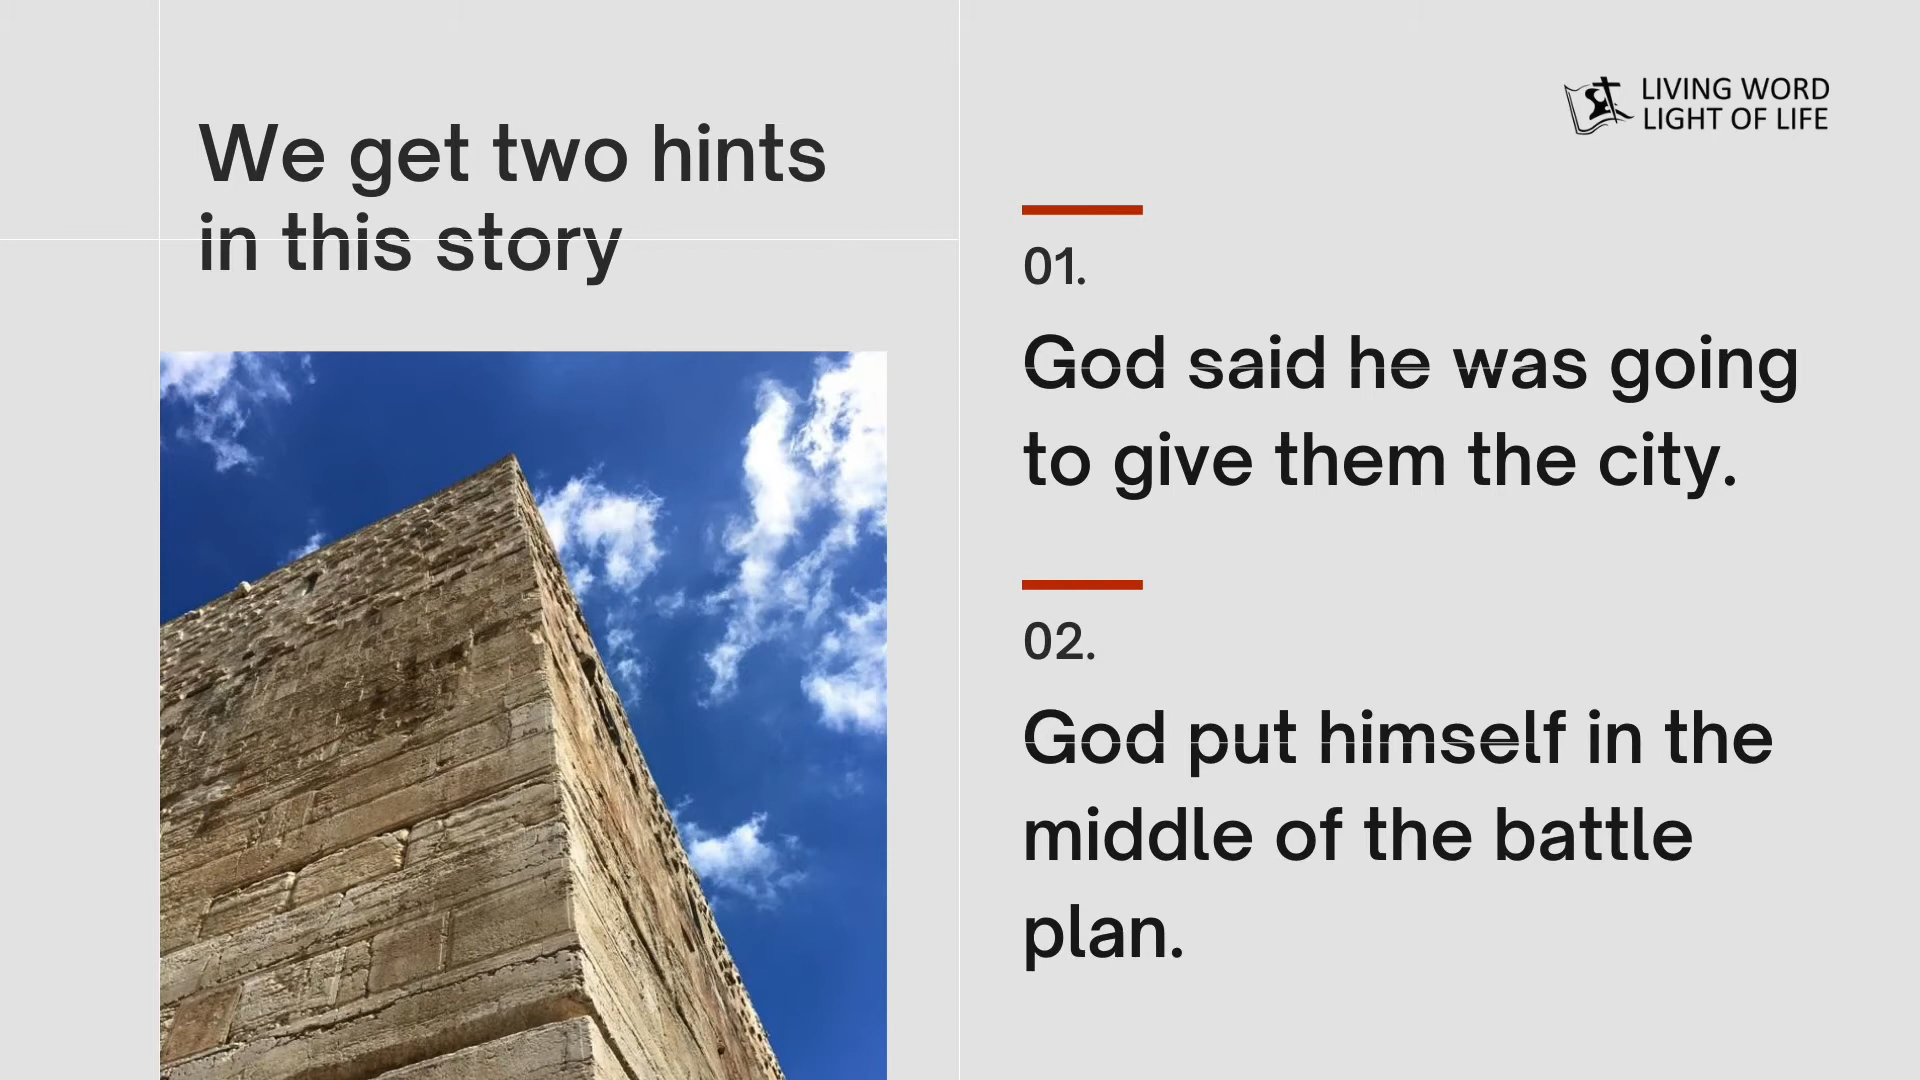 We get two hints
in this story
LIVING WORD
LIGHT OF LIFE
01.
God said he was going
to give them the city.
02.
God put himself in the
middle of the battle
plan.